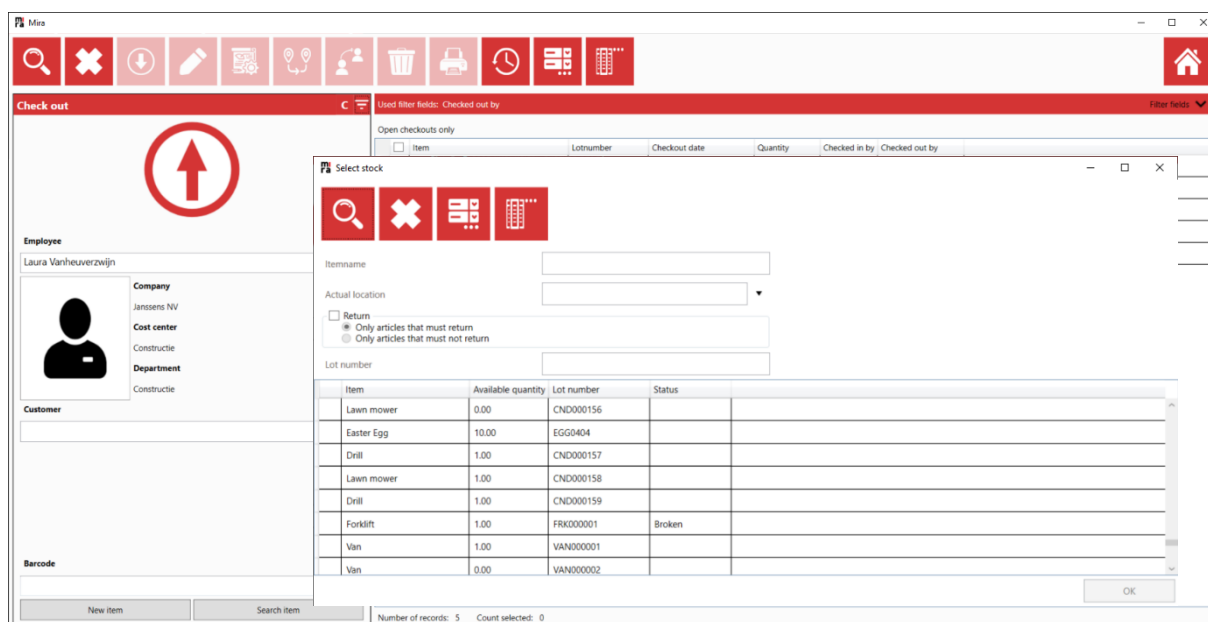 Mira
Check out
C
Used filter fields: Checked out by
Filter fields
Open checkouts only
Item Lotnumber Checkout date Quantity Checked in by Checked out by
Employee
Laura Vanheuverzwijn
Company
Janssens NV
Cost center
Constructie
Department
Constructie
Customer
Barcode
New item Search item
Select stock
Itemname
Actual location
Return
Only articles that must return
Only articles that must not return
Lot number
Item Available quantity Lot number Status
Lawn mower 0.00 CND000156
Easter Egg 10.00 EGG0404
Drill 1.00 CND000157
Lawn mower 1.00 CND000158
Drill 1.00 CND000159
Forklift 1.00 FRK000001 Broken
Van 1.00 VAN000001
Van 0.00 VAN000002
OK
Number of records: 5 Count selected: 0